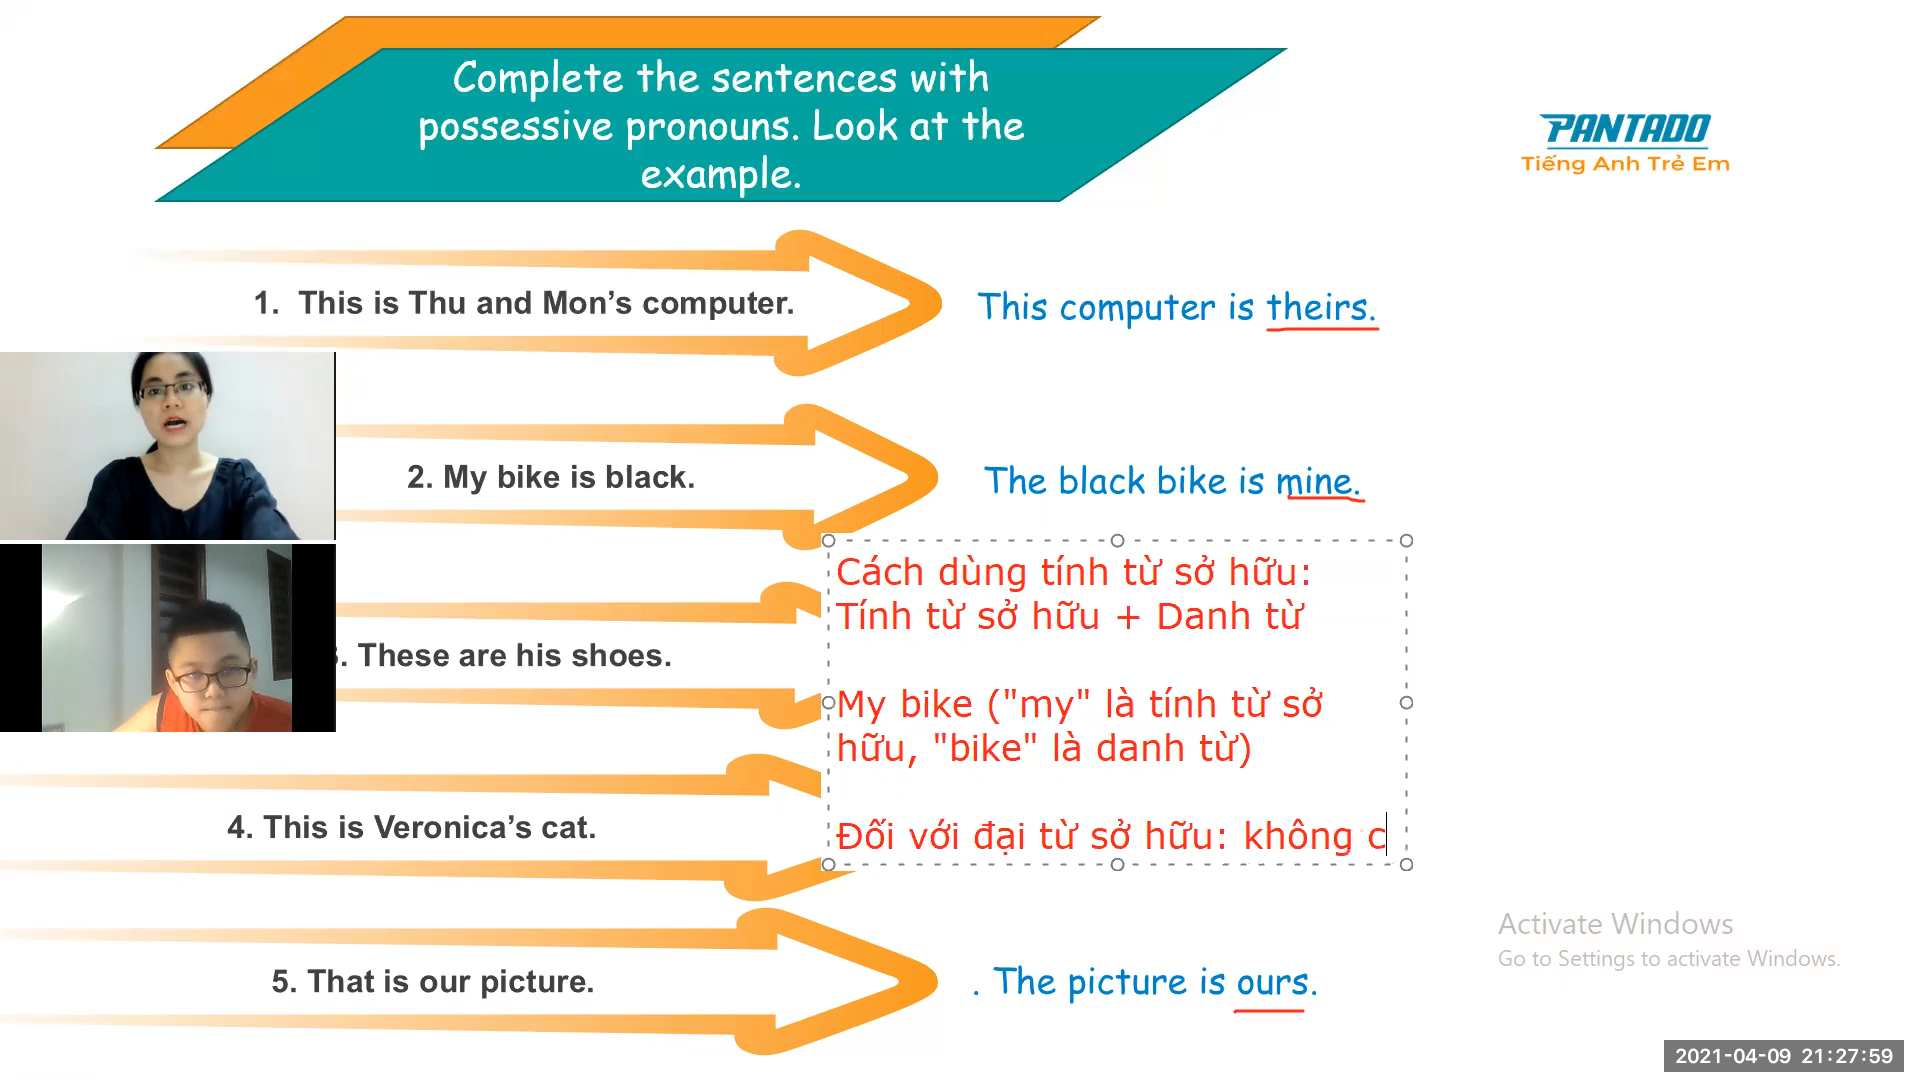 Complete the sentences with
possessive pronouns. Look at the
example.
PANTADO
Tiếng Anh Trẻ Em
1. This is Thu and Mon’s computer.
This computer is theirs.
2. My bike is black.
The black bike is mine.
Cách dùng tính từ sở hữu:
Tính từ sở hữu + Danh từ
3. These are his shoes.
My bike ("my" là tính từ sở
hữu, "bike" là danh từ)
4. This is Veronica’s cat.
Đối với đại từ sở hữu: không c
5. That is our picture.
. The picture is ours.
Activate Windows
Go to Settings to activate Windows.
2021-04-09 21:27:59